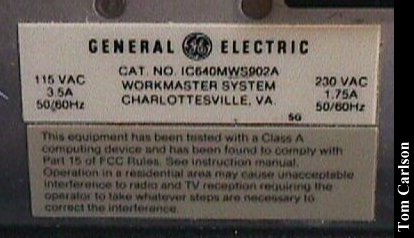 GENERAL GE ELECTRIC
115 VAC
3.5A
50/60Hz
CAT. NO. IC640MWS902A
WORKMASTER SYSTEM
CHARLOTTESVILLE, VA.
230 VAC
1.75A
50/60Hz
SG
This equipment has been tested with a Class A
computing device and has been found to comply with
Part 15 of FCC Rules. See instruction manual.
Operation in a residential area may cause unacceptable
interference to radio and TV reception requiring the
operator to take whatever steps are necessary to
correct the interference.
Tom Carlson